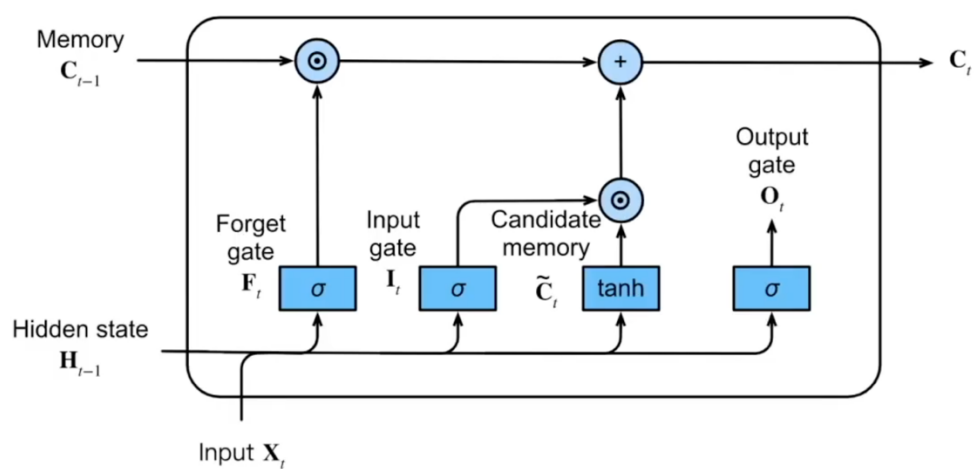 Memory
C_{t−1}
⊙
+
C_t
Output
gate
O_t
⊙
Forget
gate
F_t
Input
gate
I_t
Candidate
memory
C̃_t
σ
σ
tanh
σ
Hidden state
H_{t−1}
Input X_t